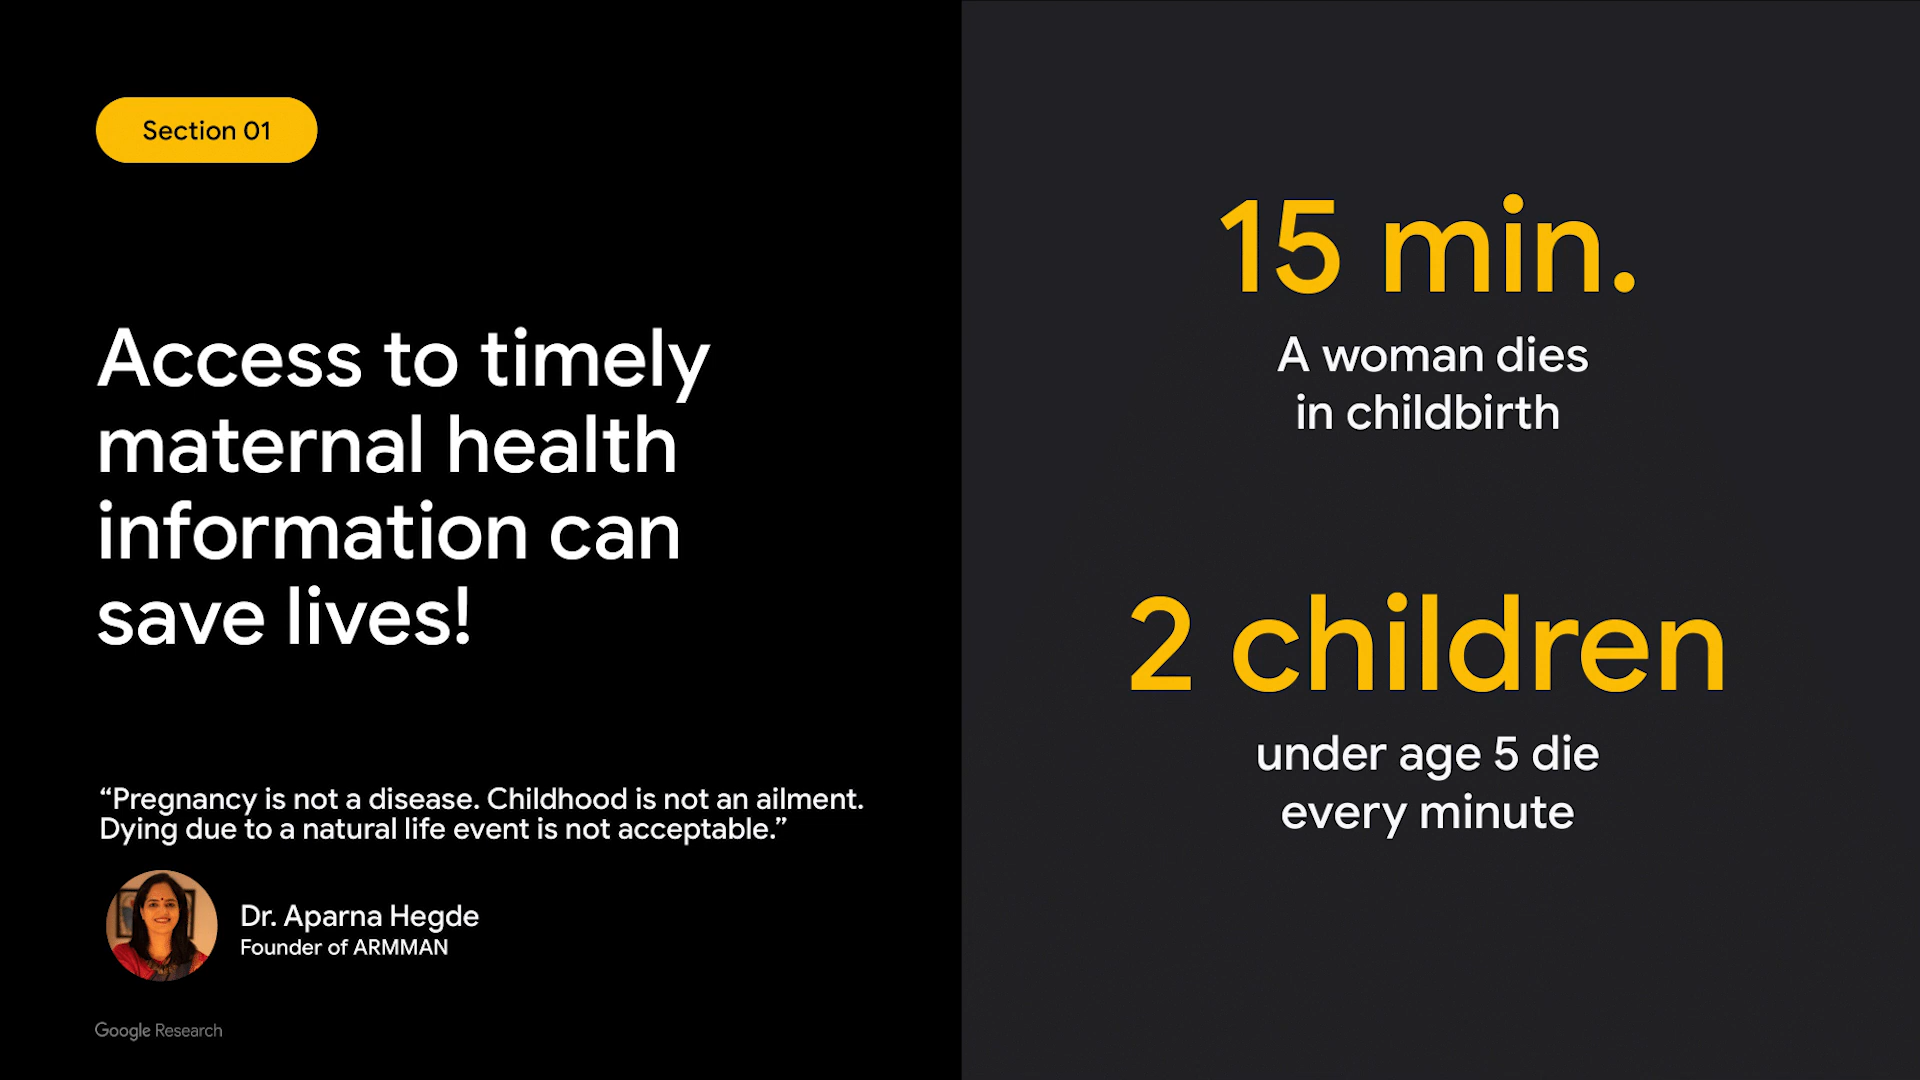 Section 01
Access to timely
maternal health
information can
save lives!
“Pregnancy is not a disease. Childhood is not an ailment.
Dying due to a natural life event is not acceptable.”
Dr. Aparna Hegde
Founder of ARMMAN
Google Research
15 min.
A woman dies
in childbirth
2 children
under age 5 die
every minute